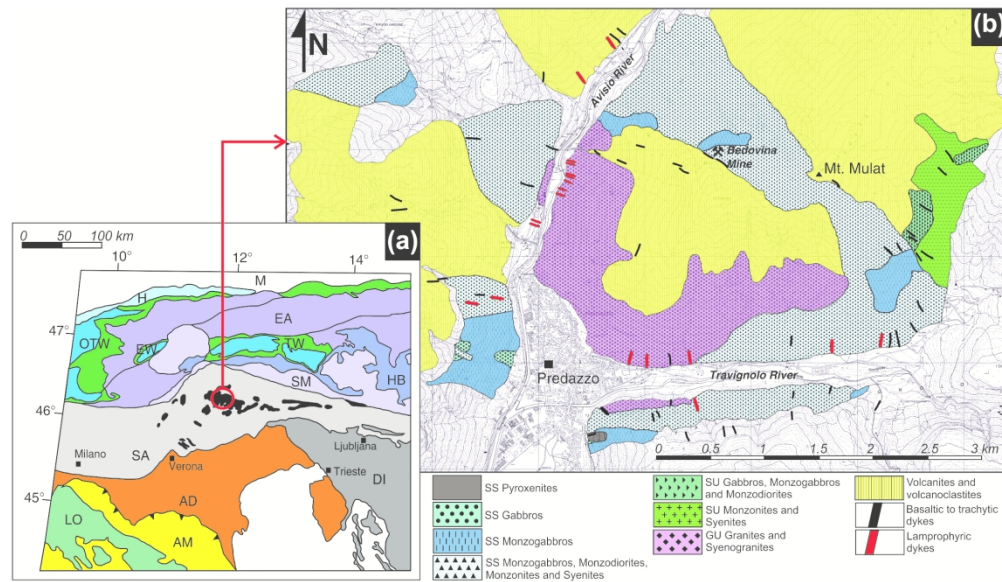 (b)
N
Avisio River
Bedovina
Mine
Mt. Mulat
Predazzo
Travignolo River
0 0.5 1 1.5 2 2.5 3 km
(a)
0 50 100 km
10° 12° 14°
M
H
47°
EA
OTW
EW
TW
SM
HB
46°
Milano
SA
Verona
Ljubljana
Trieste
DI
45°
AD
LO
AM
SS Pyroxenites
SS Gabbros
SS Monzogabbros
SS Monzogabbros, Monzodiorites,
Monzonites and Syenites
SU Gabbros, Monzogabbros
and Monzodiorites
SU Monzonites and
Syenites
GU Granites and
Syenogranites
Volcanites and
volcanoclastites
Basaltic to trachytic
dykes
Lamprophyric
dykes